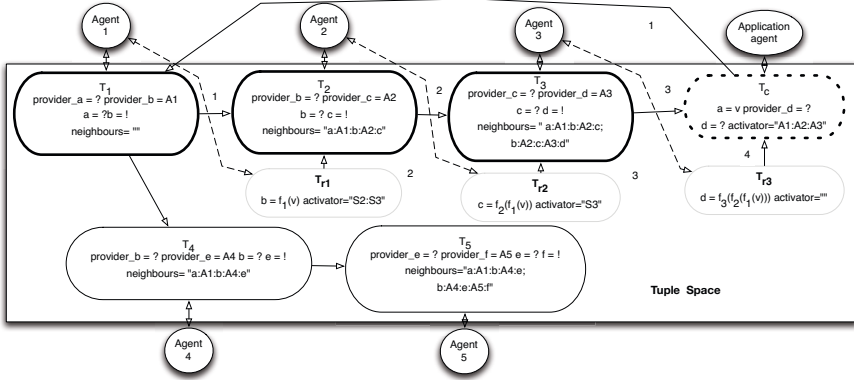 Agent
1
Agent
2
Agent
3
1
Application
agent
T1
provider_a = ? provider_b = A1
a = ?b = !
neighbours= ""
1
T2
provider_b = ? provider_c = A2
b = ? c = !
neighbours= "a:A1:b:A2:c"
2
T3
provider_c = ? provider_d = A3
c = ? d = !
neighbours= " a:A1:b:A2:c;
b:A2:c:A3:d"
3
Tc
a = v provider_d = ?
d = ? activator="A1:A2:A3"
Tr1
b = f1(v) activator="S2:S3"
2
Tr2
c = f2(f1(v)) activator="S3"
3
4
Tr3
d = f3(f2(f1(v))) activator=""
T4
provider_b = ? provider_e = A4 b = ? e = !
neighbours= "a:A1:b:A4:e"
T5
provider_e = ? provider_f = A5 e = ? f = !
neighbours="a:A1:b:A4:e;
b:A4:e:A5:f"
Tuple Space
Agent
4
Agent
5